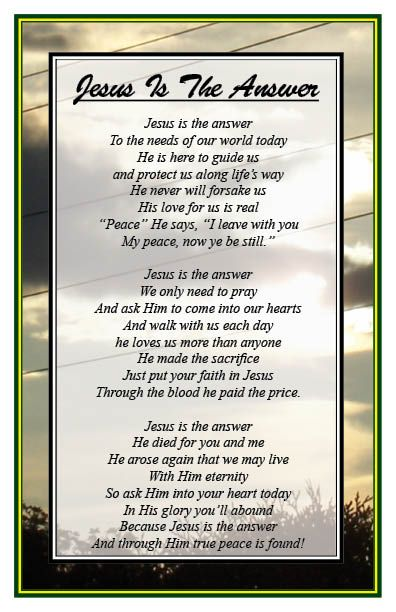 Jesus Is The Answer
Jesus is the answer
To the needs of our world today
He is here to guide us
and protect us along life’s way
He never will forsake us
His love for us is real
“Peace” He says, “I leave with you
My peace, now ye be still.”
Jesus is the answer
We only need to pray
And ask Him to come into our hearts
And walk with us each day
he loves us more than anyone
He made the sacrifice
Just put your faith in Jesus
Through the blood he paid the price.
Jesus is the answer
He died for you and me
He arose again that we may live
With Him eternity
So ask Him into your heart today
In His glory you’ll abound
Because Jesus is the answer
And through Him true peace is found!